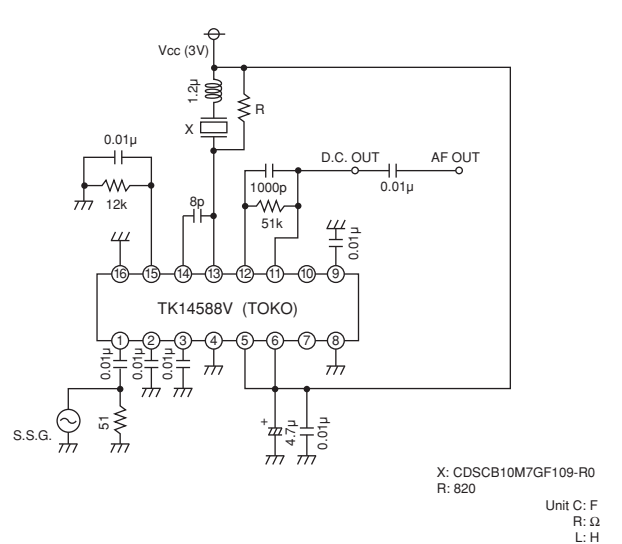 Vcc (3V)
1.2μ
R
X
0.01μ
12k
8p
1000p
51k
D.C. OUT
0.01μ
AF OUT
0.01μ
16 15 14 13 12 11 10 9
TK14588V (TOKO)
1 2 3 4 5 6 7 8
0.01μ
0.01μ
0.01μ
S.S.G.
51
+
4.7μ
0.01μ
X: CDSCB10M7GF109-R0
R: 820
Unit C: F
R: Ω
L: H